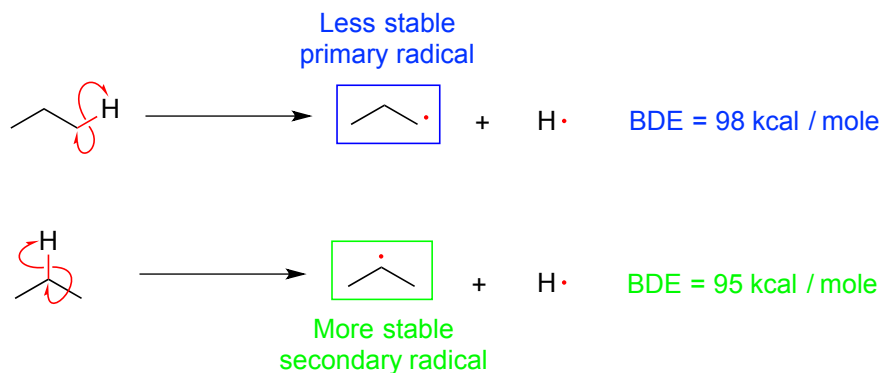 Less stable
primary radical
H
+
H·
BDE = 98 kcal / mole
H
+
H·
BDE = 95 kcal / mole
More stable
secondary radical